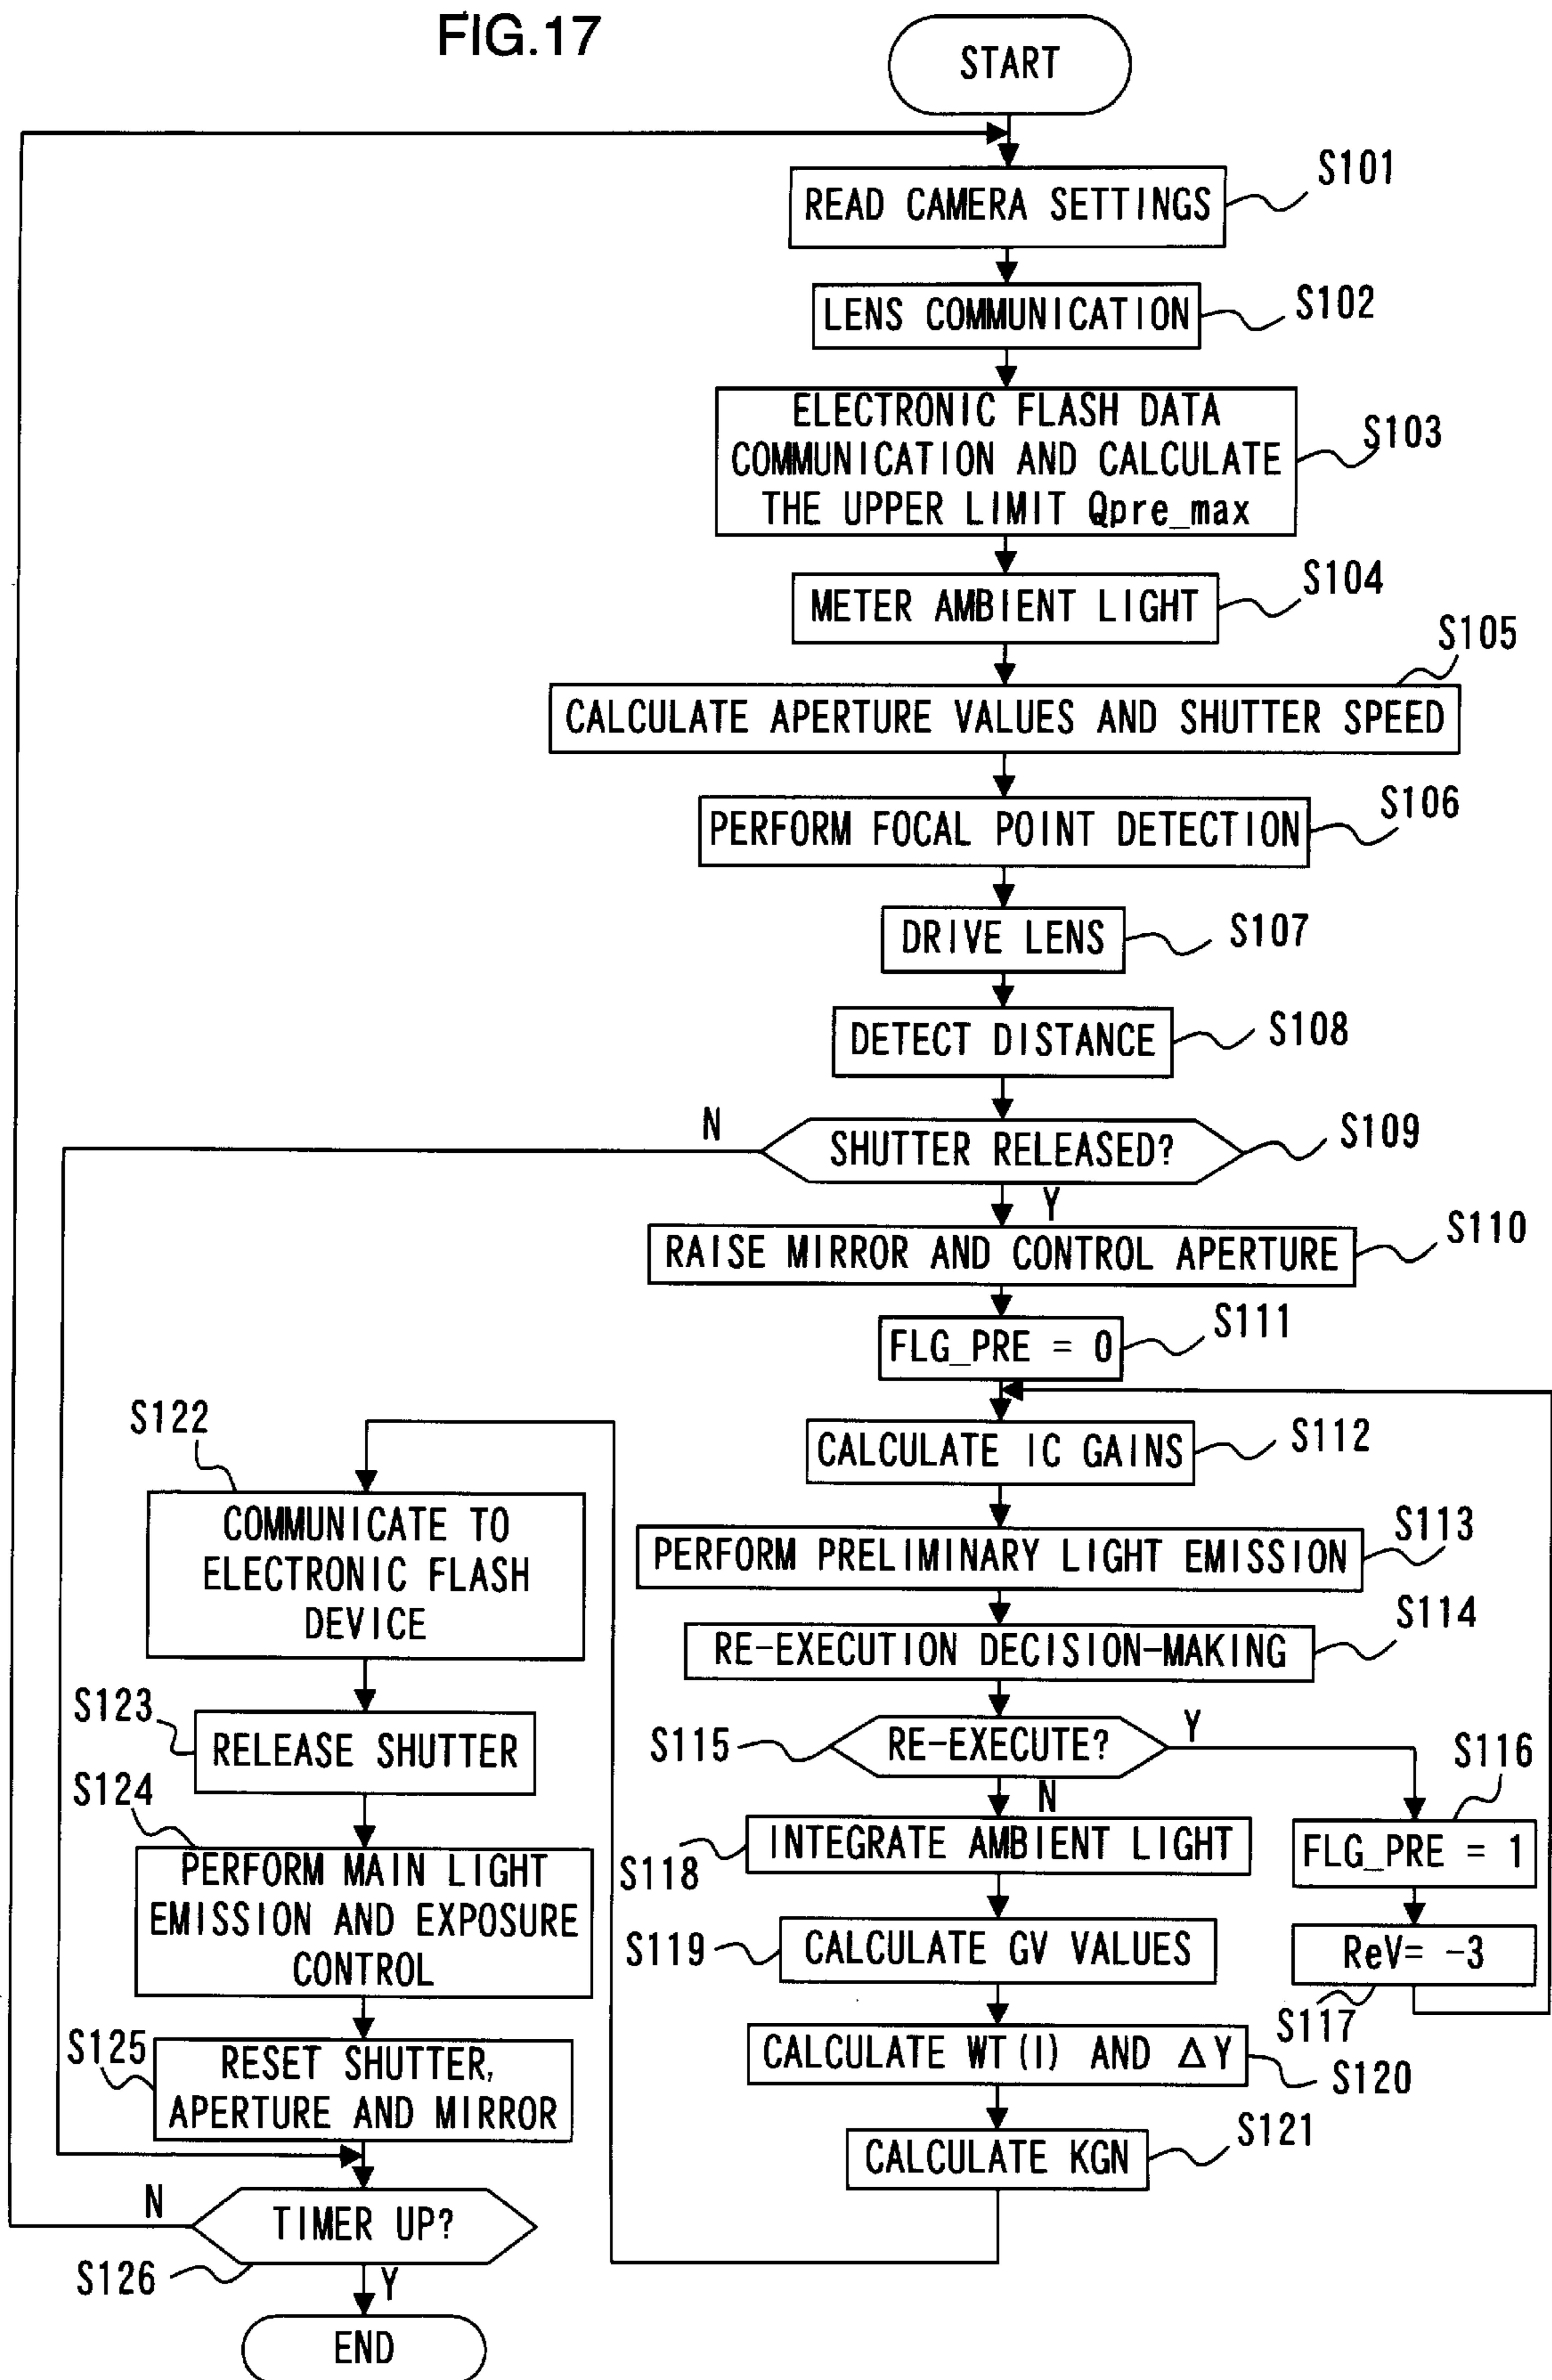 FIG.17
START
READ CAMERA SETTINGS
S101
LENS COMMUNICATION
S102
ELECTRONIC FLASH DATA
COMMUNICATION AND CALCULATE
THE UPPER LIMIT Qpre_max
S103
METER AMBIENT LIGHT
S104
CALCULATE APERTURE VALUES AND SHUTTER SPEED
S105
PERFORM FOCAL POINT DETECTION
S106
DRIVE LENS
S107
DETECT DISTANCE
S108
SHUTTER RELEASED?
S109
N
Y
RAISE MIRROR AND CONTROL APERTURE
S110
FLG_PRE = 0
S111
CALCULATE IC GAINS
S112
PERFORM PRELIMINARY LIGHT EMISSION
S113
RE-EXECUTION DECISION-MAKING
S114
RE-EXECUTE?
S115
Y
N
FLG_PRE = 1
S116
ReV= -3
S117
INTEGRATE AMBIENT LIGHT
S118
CALCULATE GV VALUES
S119
CALCULATE WT(I) AND ΔY
S120
CALCULATE KGN
S121
S122
COMMUNICATE TO
ELECTRONIC FLASH
DEVICE
S123
RELEASE SHUTTER
S124
PERFORM MAIN LIGHT
EMISSION AND EXPOSURE
CONTROL
S125
RESET SHUTTER,
APERTURE AND MIRROR
N
TIMER UP?
S126
Y
END